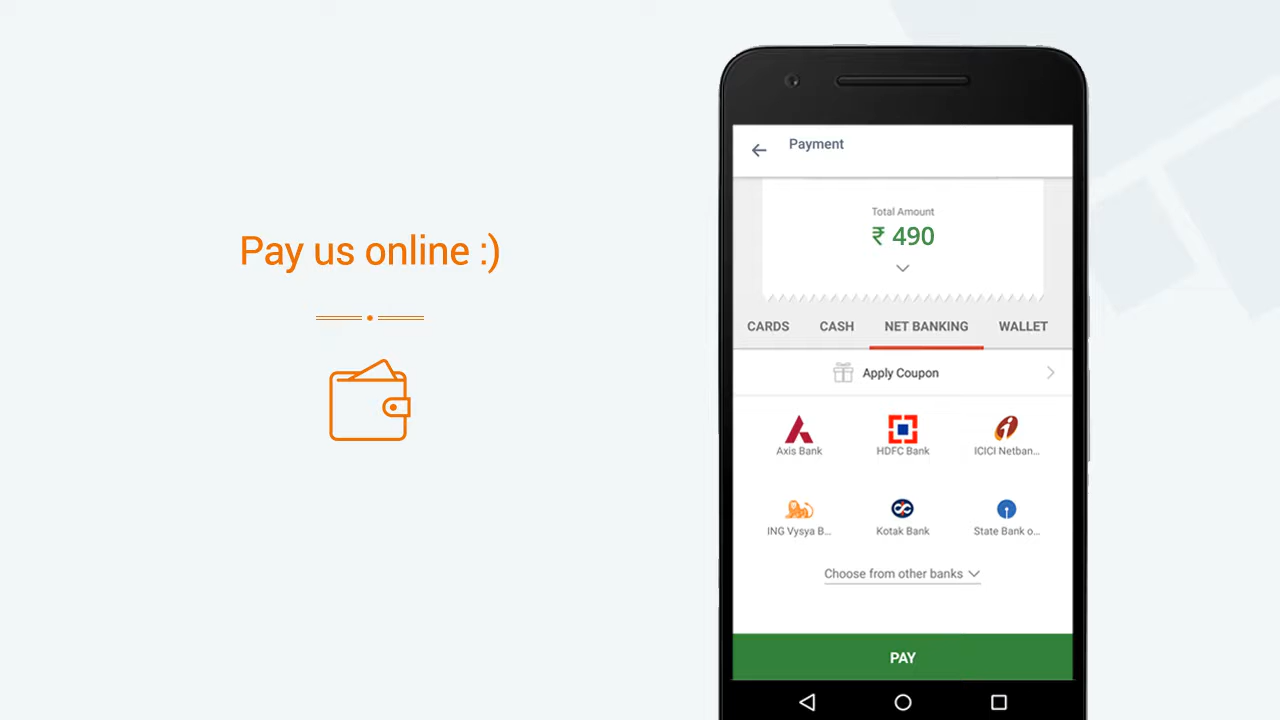 Pay us online :)
Payment
Total Amount
₹ 490
CARDS CASH NET BANKING WALLET
Apply Coupon
Axis Bank HDFC Bank ICICI Netban...
ING Vysya B... Kotak Bank State Bank o...
Choose from other banks
PAY